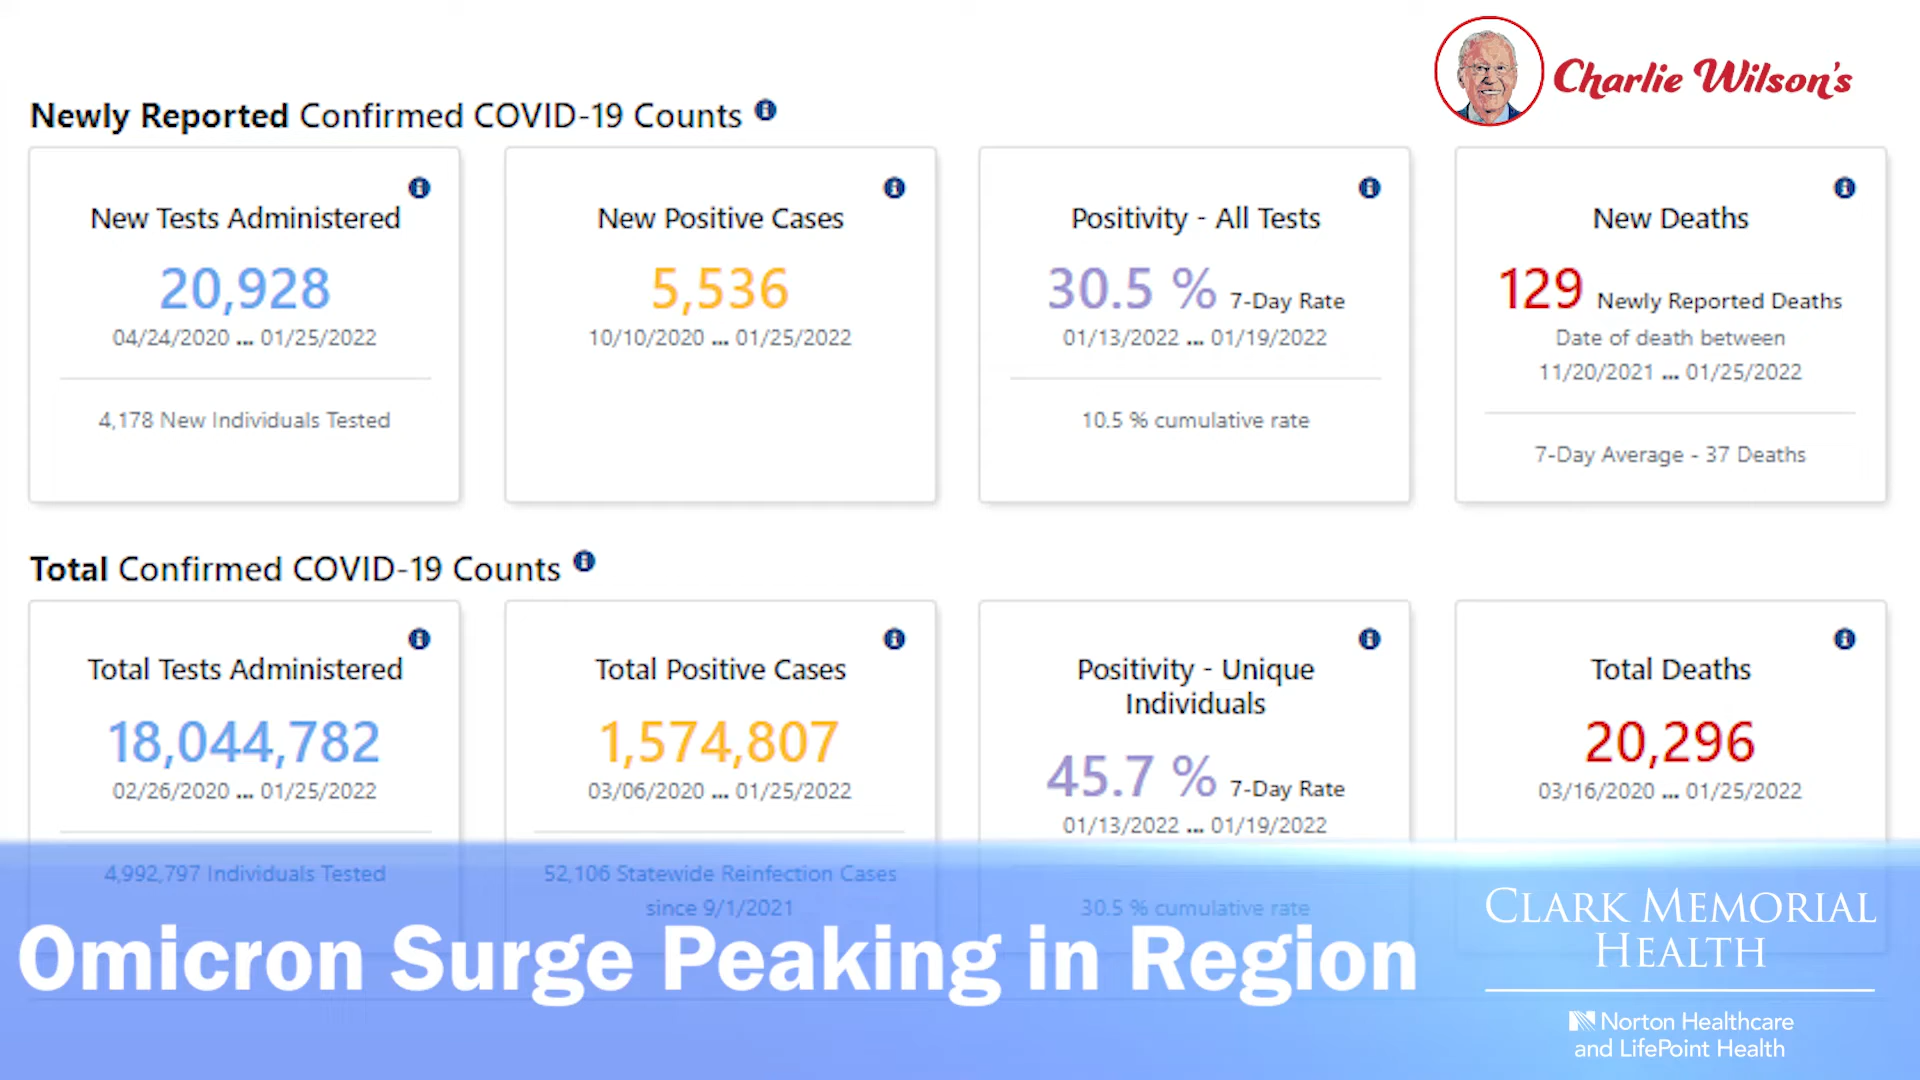 Charlie Wilson's
Newly Reported Confirmed COVID-19 Counts
New Tests Administered
20,928
04/24/2020 ... 01/25/2022
4,178 New Individuals Tested
New Positive Cases
5,536
10/10/2020 ... 01/25/2022
Positivity - All Tests
30.5 % 7-Day Rate
01/13/2022 ... 01/19/2022
10.5 % cumulative rate
New Deaths
129 Newly Reported Deaths
Date of death between
11/20/2021 ... 01/25/2022
7-Day Average - 37 Deaths
Total Confirmed COVID-19 Counts
Total Tests Administered
18,044,782
02/26/2020 ... 01/25/2022
4,992,797 Individuals Tested
Total Positive Cases
1,574,807
03/06/2020 ... 01/25/2022
52,106 Statewide Reinfection Cases
since 9/1/2021
Positivity - Unique
Individuals
45.7 % 7-Day Rate
01/13/2022 ... 01/19/2022
30.5 % cumulative rate
Total Deaths
20,296
03/16/2020 ... 01/25/2022
Omicron Surge Peaking in Region
CLARK MEMORIAL
HEALTH
Norton Healthcare
and LifePoint Health